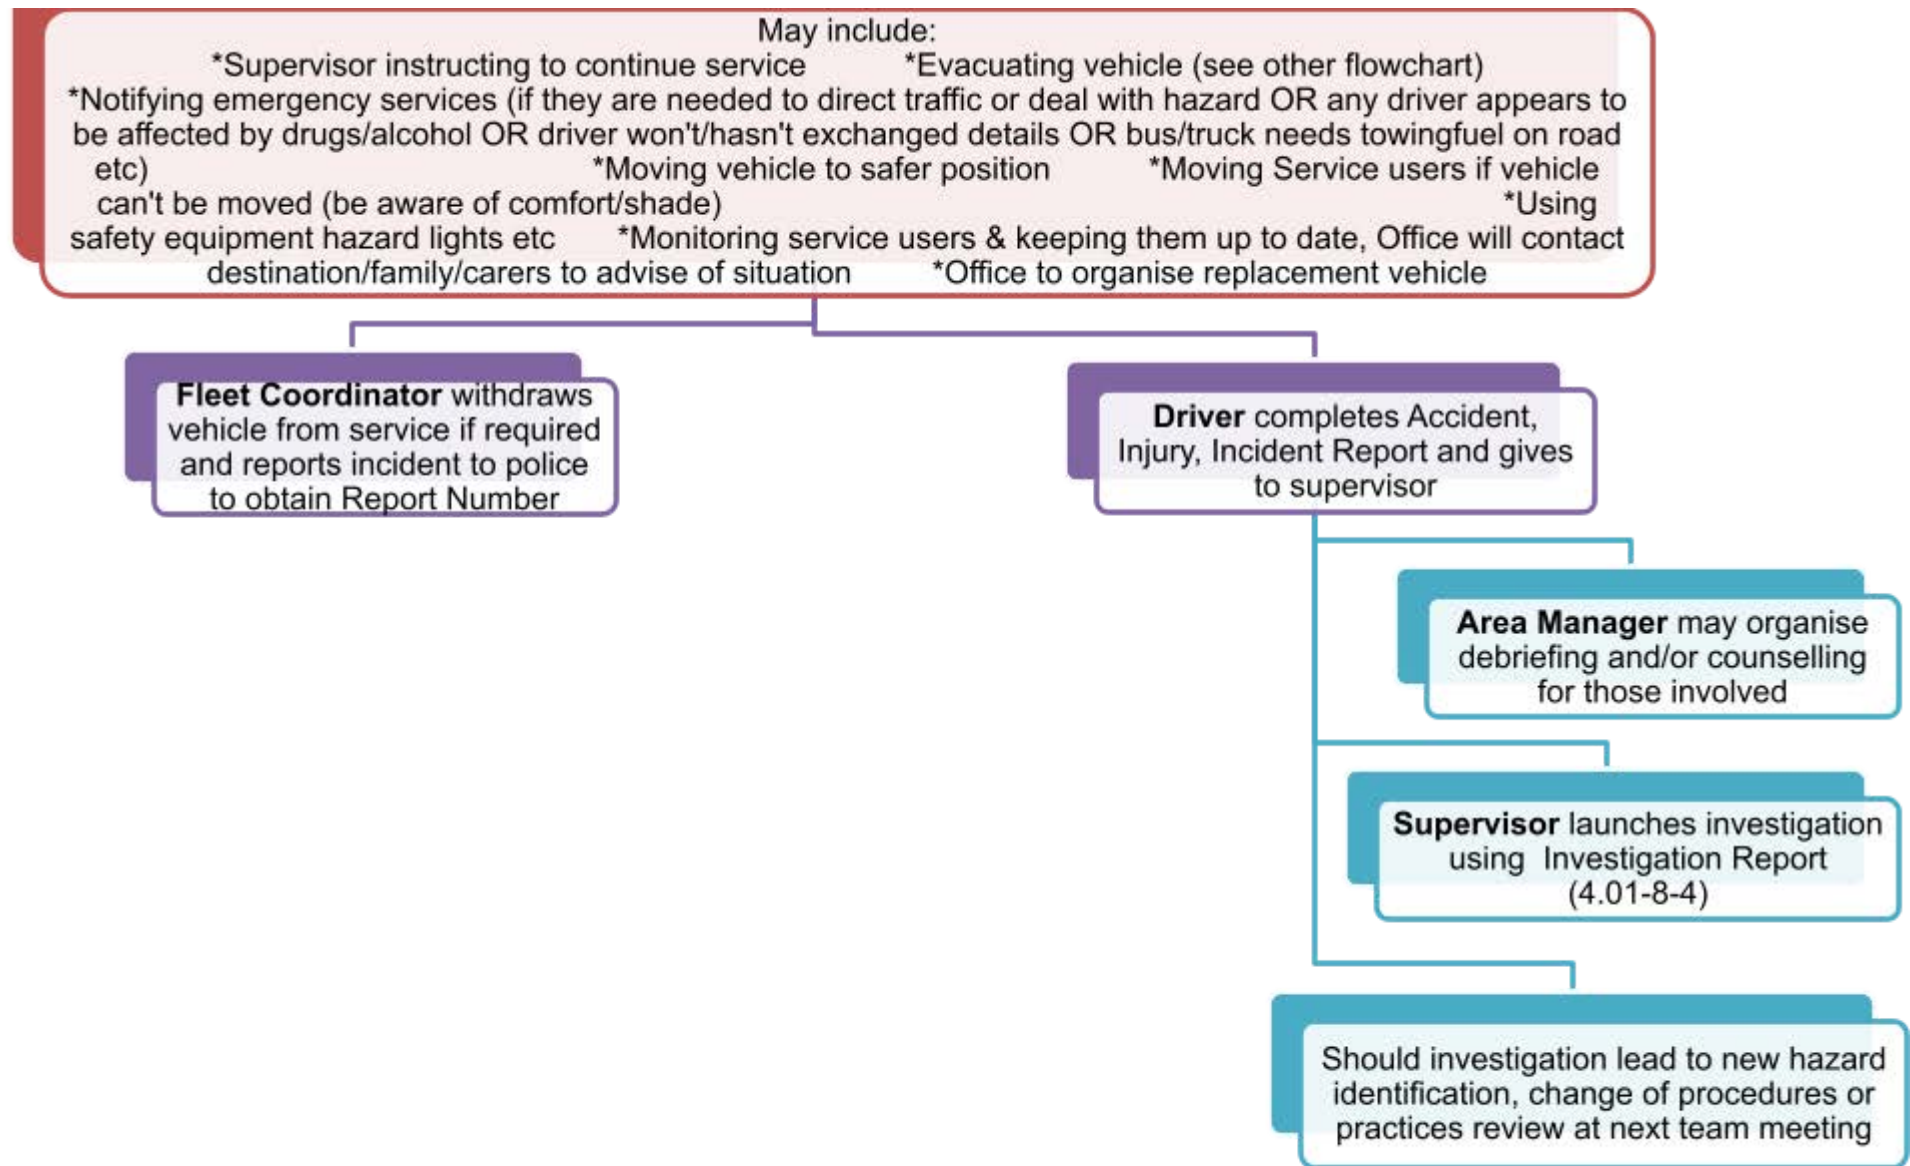 May include:
*Supervisor instructing to continue service *Evacuating vehicle (see other flowchart)
*Notifying emergency services (if they are needed to direct traffic or deal with hazard OR any driver appears to
be affected by drugs/alcohol OR driver won't/hasn't exchanged details OR bus/truck needs towingfuel on road
etc) *Moving vehicle to safer position *Moving Service users if vehicle
can't be moved (be aware of comfort/shade) *Using
safety equipment hazard lights etc *Monitoring service users & keeping them up to date, Office will contact
destination/family/carers to advise of situation *Office to organise replacement vehicle
Fleet Coordinator withdraws
vehicle from service if required
and reports incident to police
to obtain Report Number
Driver completes Accident,
Injury, Incident Report and gives
to supervisor
Area Manager may organise
debriefing and/or counselling
for those involved
Supervisor launches investigation
using Investigation Report
(4.01-8-4)
Should investigation lead to new hazard
identification, change of procedures or
practices review at next team meeting